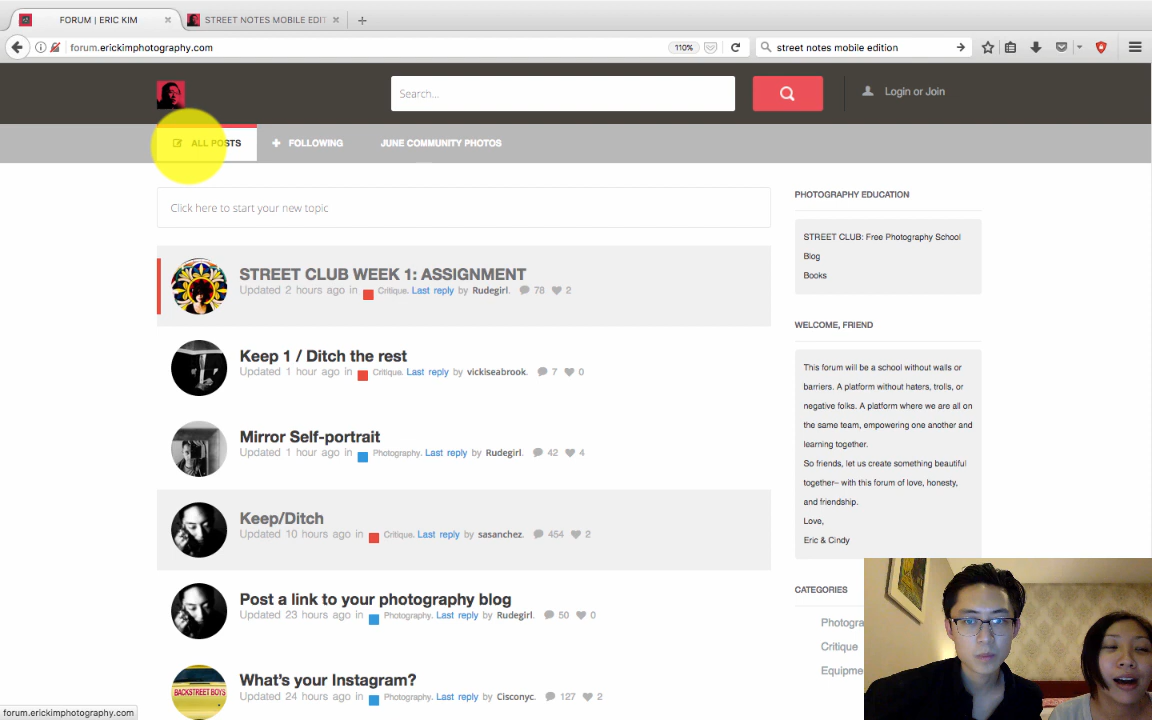 FORUM | ERIC KIM
STREET NOTES MOBILE EDIT
forum.erickimphotography.com
110%
street notes mobile edition
Search...
Login or Join
ALL POSTS
FOLLOWING
JUNE COMMUNITY PHOTOS
Click here to start your new topic
STREET CLUB WEEK 1: ASSIGNMENT
Updated 2 hours ago in Critique. Last reply by Rudegirl. 78 2
Keep 1 / Ditch the rest
Updated 1 hour ago in Critique. Last reply by vickiseabrook. 7 0
Mirror Self-portrait
Updated 1 hour ago in Photography. Last reply by Rudegirl. 42 4
Keep/Ditch
Updated 10 hours ago in Critique. Last reply by sasanchez. 454 2
Post a link to your photography blog
Updated 23 hours ago in Photography. Last reply by Rudegirl. 50 0
What's your Instagram?
Updated 24 hours ago in Photography. Last reply by Cisconyc. 127 2
BACKSTREET BOYS
PHOTOGRAPHY EDUCATION
STREET CLUB: Free Photography School
Blog
Books
WELCOME, FRIEND
This forum will be a school without walls or
barriers. A platform without haters, trolls, or
negative folks. A platform where we are all on
the same team, empowering one another and
learning together.
So friends, let us create something beautiful
together– with this forum of love, honesty,
and friendship.
Love,
Eric & Cindy
CATEGORIES
Photogra
Critique
Equipme
forum.erickimphotography.com